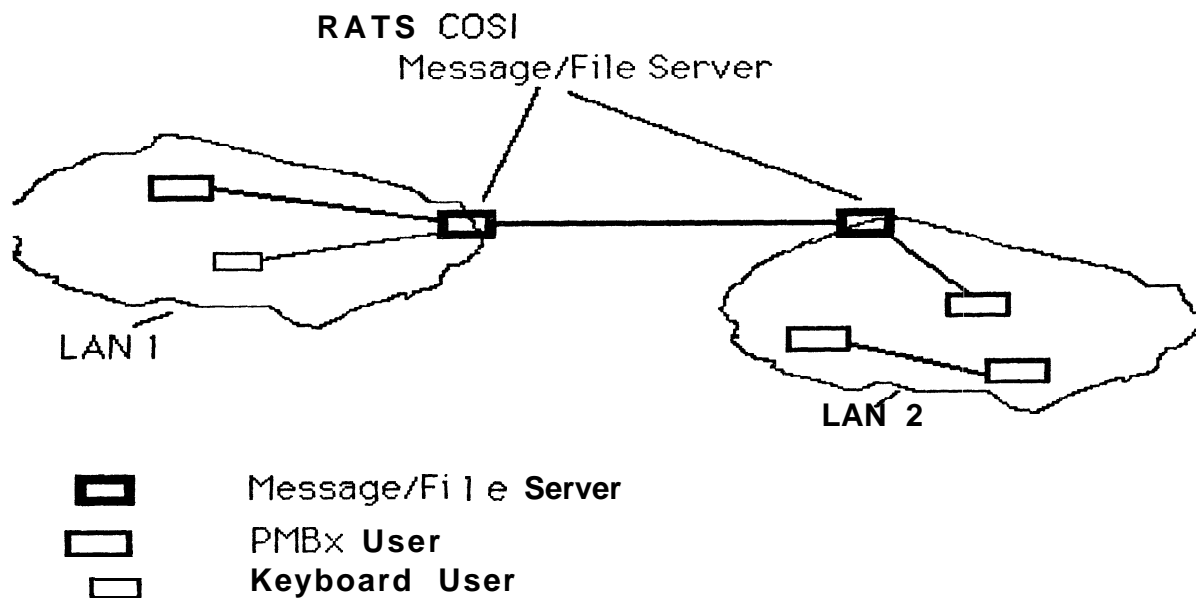 RATS COSI
Message/File Server
LAN 1
LAN 2
Message/File Server
PMBx User
Keyboard User